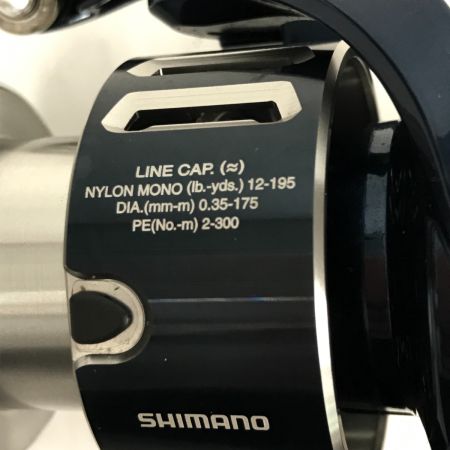 LINE CAP. (≈)
NYLON MONO (lb.-yds.) 12-195
DIA.(mm-m) 0.35-175
PE(No.-m) 2-300
SHIMANO